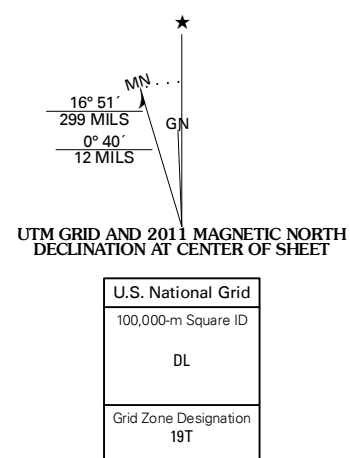 ★
MN
16° 51´
299 MILS
GN
0° 40´
12 MILS
UTM GRID AND 2011 MAGNETIC NORTH
DECLINATION AT CENTER OF SHEET
U.S. National Grid
100,000-m Square ID
DL
Grid Zone Designation
19T